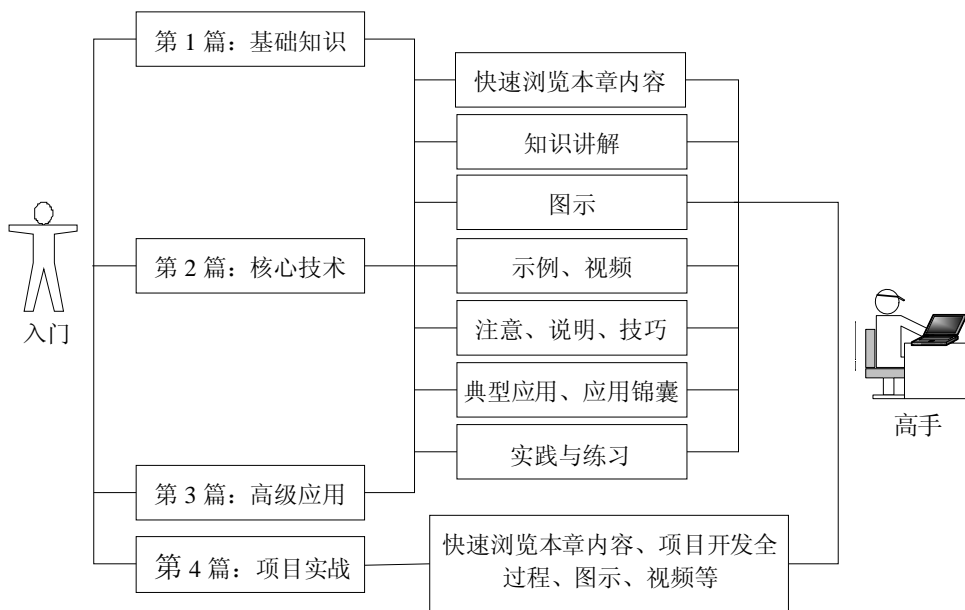 第 1 篇：基础知识
快速浏览本章内容
知识讲解
图示
第 2 篇：核心技术
示例、视频
入门
注意、说明、技巧
典型应用、应用锦囊
高手
实践与练习
第 3 篇：高级应用
第 4 篇：项目实战
快速浏览本章内容、项目开发全
过程、图示、视频等